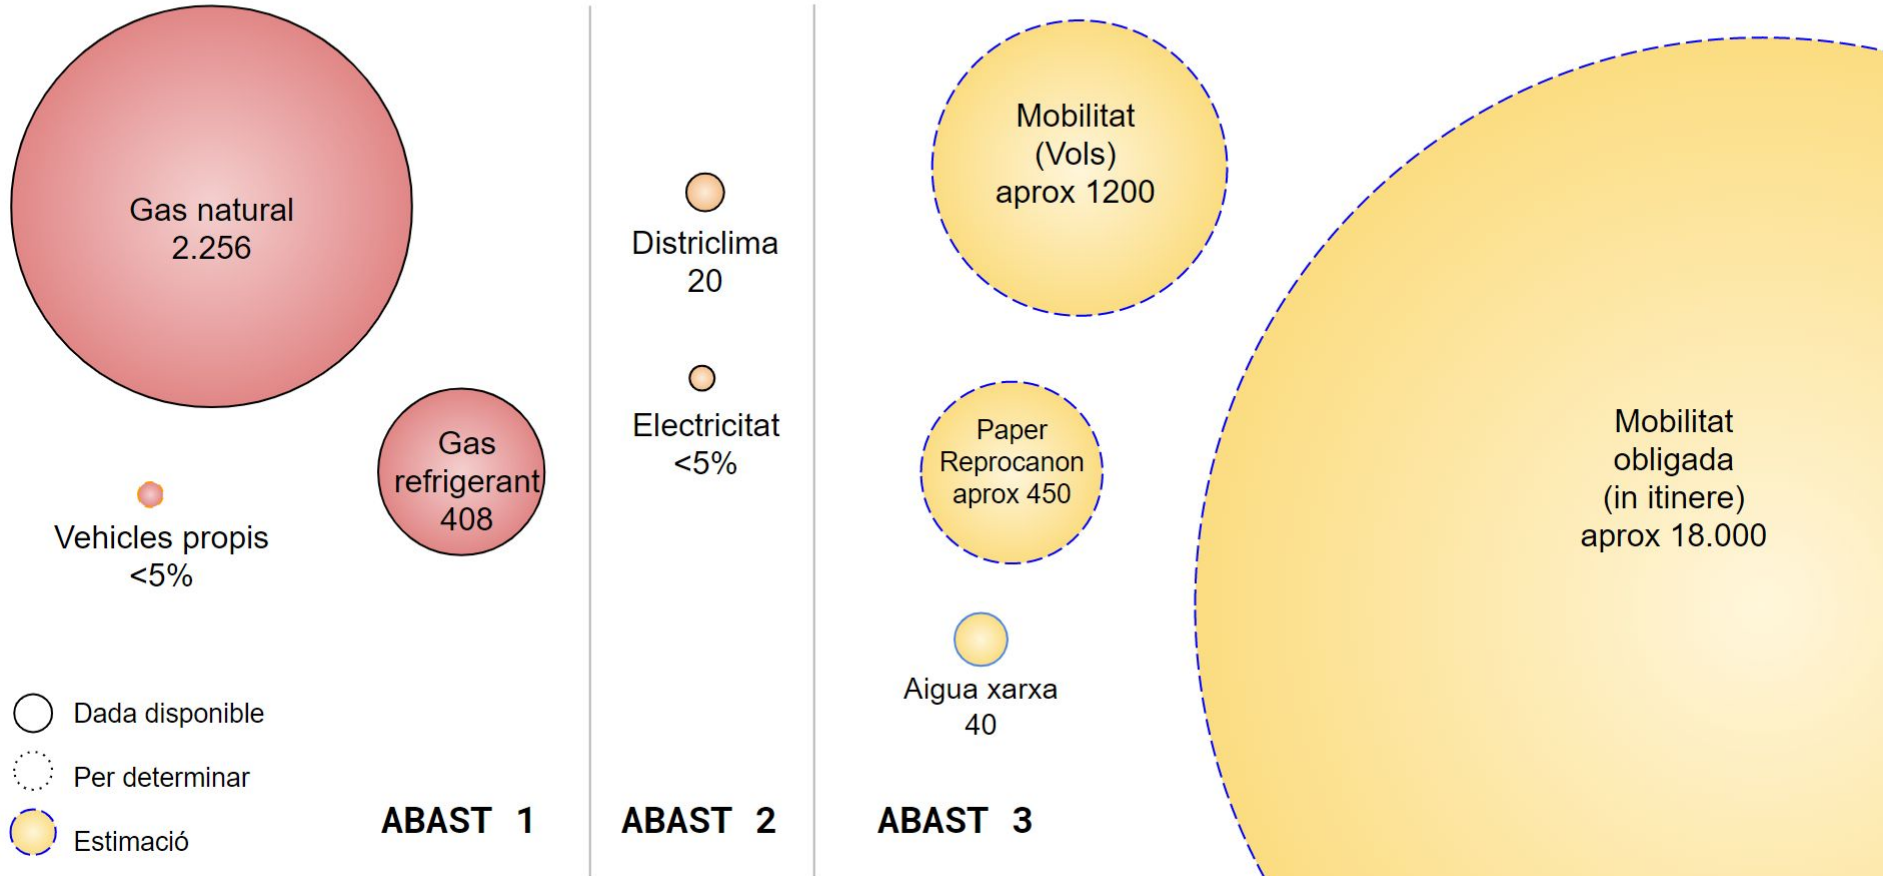 Gas natural
2.256
Gas
refrigerant
408
Vehicles propis
<5%
Dada disponible
Per determinar
Estimació
ABAST 1
Districlima
20
Electricitat
<5%
ABAST 2
Mobilitat
(Vols)
aprox 1200
Paper
Reprocanon
aprox 450
Aigua xarxa
40
Mobilitat
obligada
(in itinere)
aprox 18.000
ABAST 3